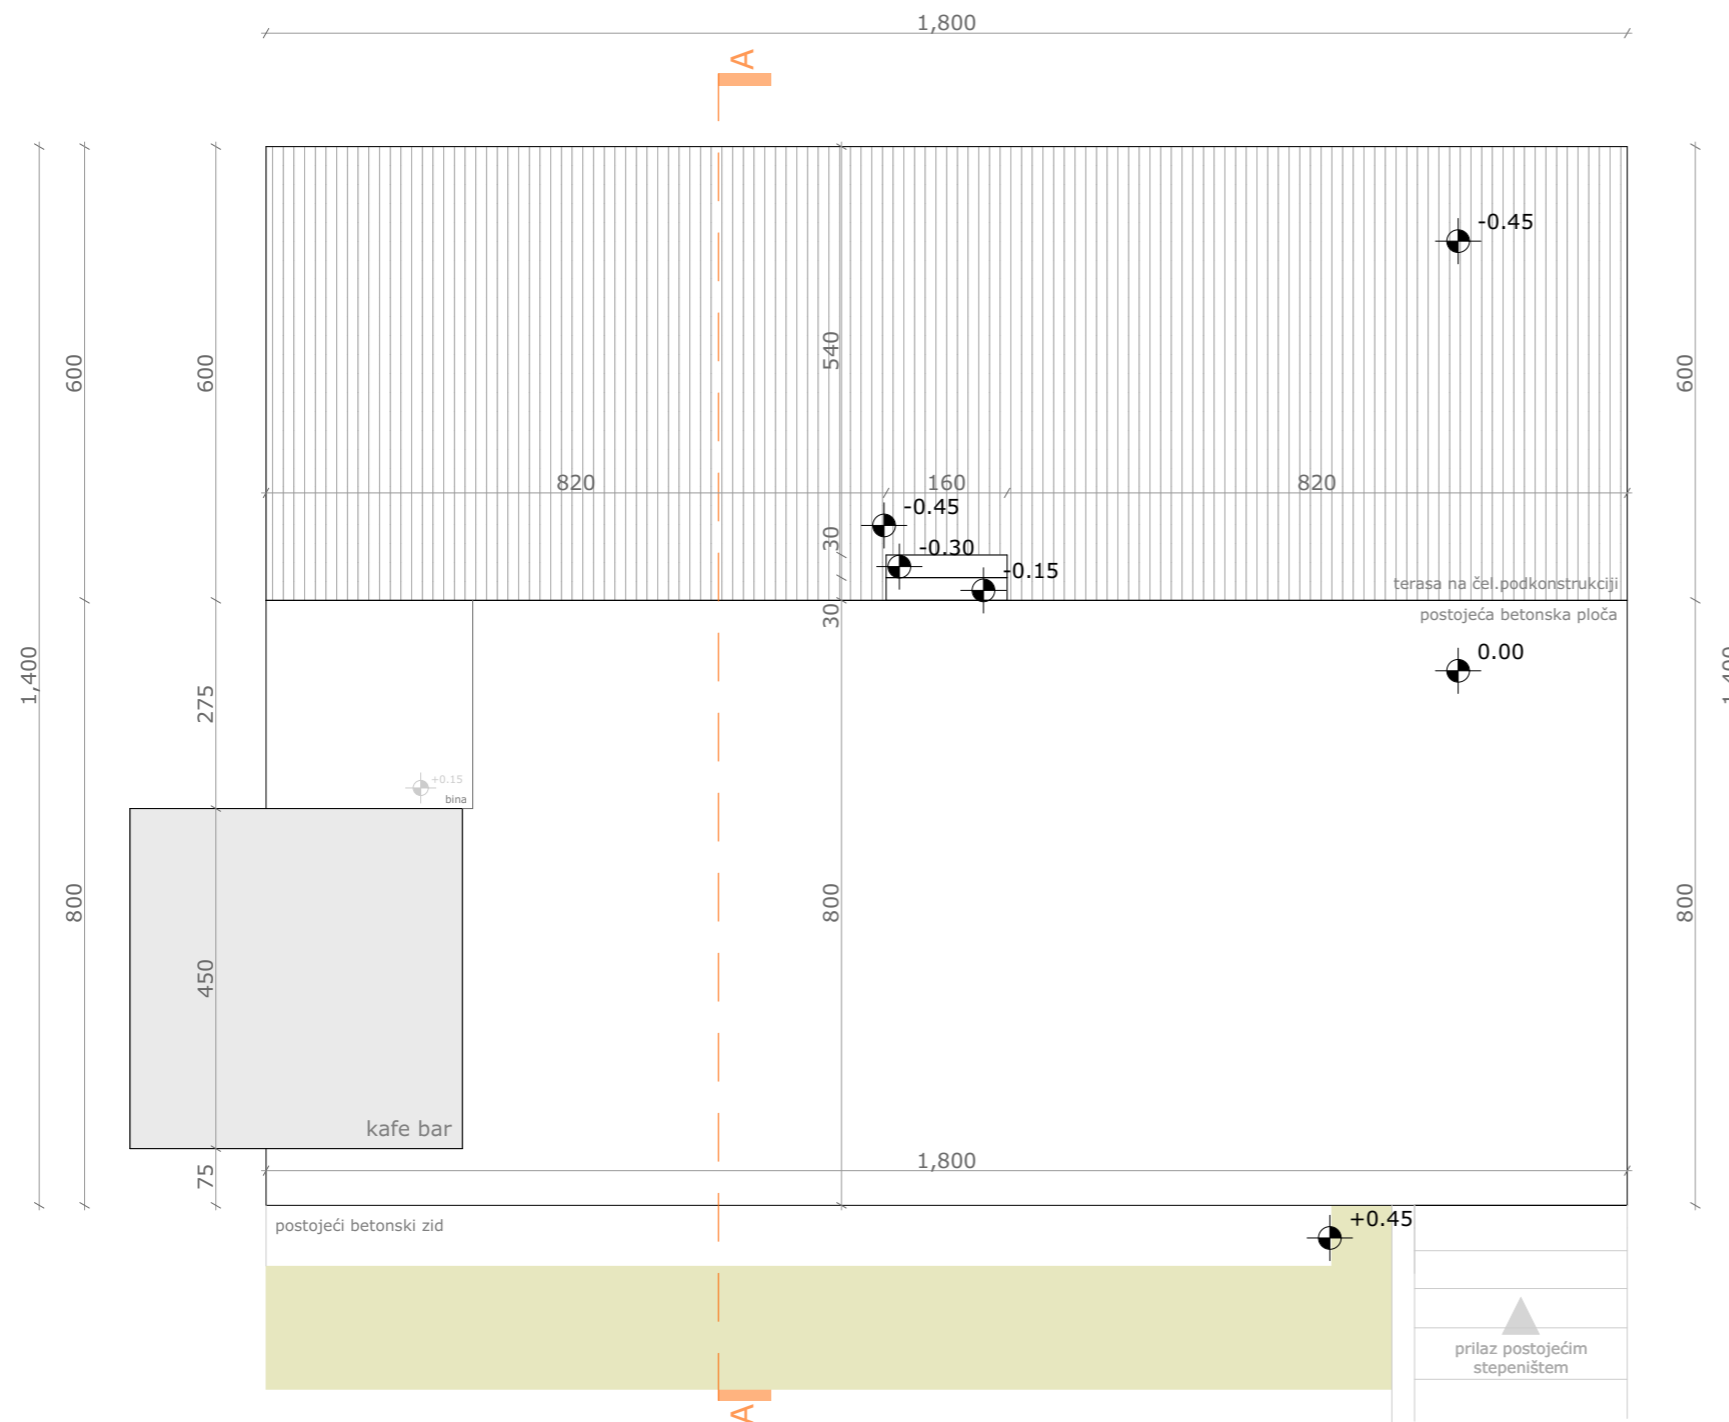 1,800
A
-0.45
540
600
600
600
820
160
820
-0.45
30
-0.30
-0.15
terasa na čel.podkonstrukciji
30
postojeća betonska ploča
0.00
1,400
275
1,400
+0.15
bina
800
450
800
800
kafe bar
75
1,800
postojeći betonski zid
+0.45
prilaz postojećim
stepeništem
A